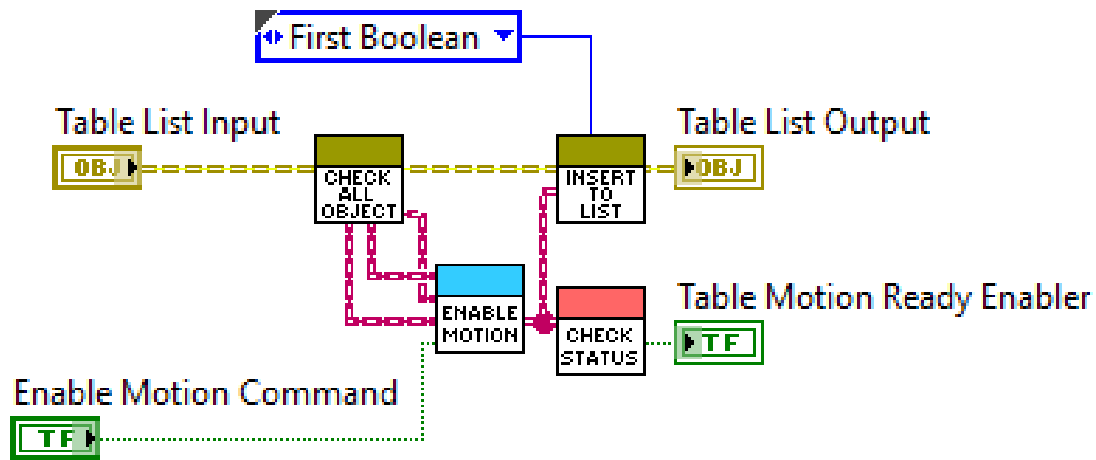 First Boolean
Table List Input
Table List Output
OBJ
CHECK
ALL
OBJECT
INSERT
TO
LIST
OBJ
Table Motion Ready Enabler
ENABLE
MOTION
CHECK
STATUS
TF
Enable Motion Command
TF